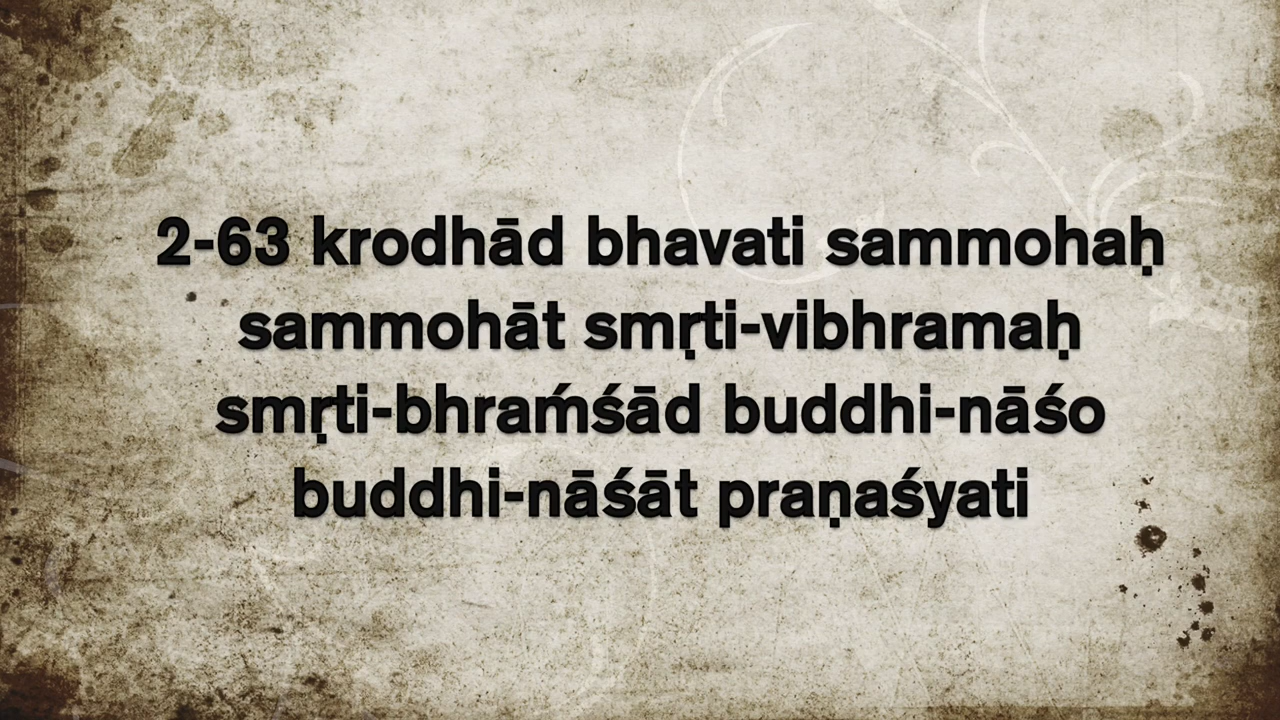 2-63 krodhād bhavati sammohaḥ
sammohāt smṛti-vibhramaḥ
smṛti-bhraḿśād buddhi-nāśo
buddhi-nāśāt praṇaśyati